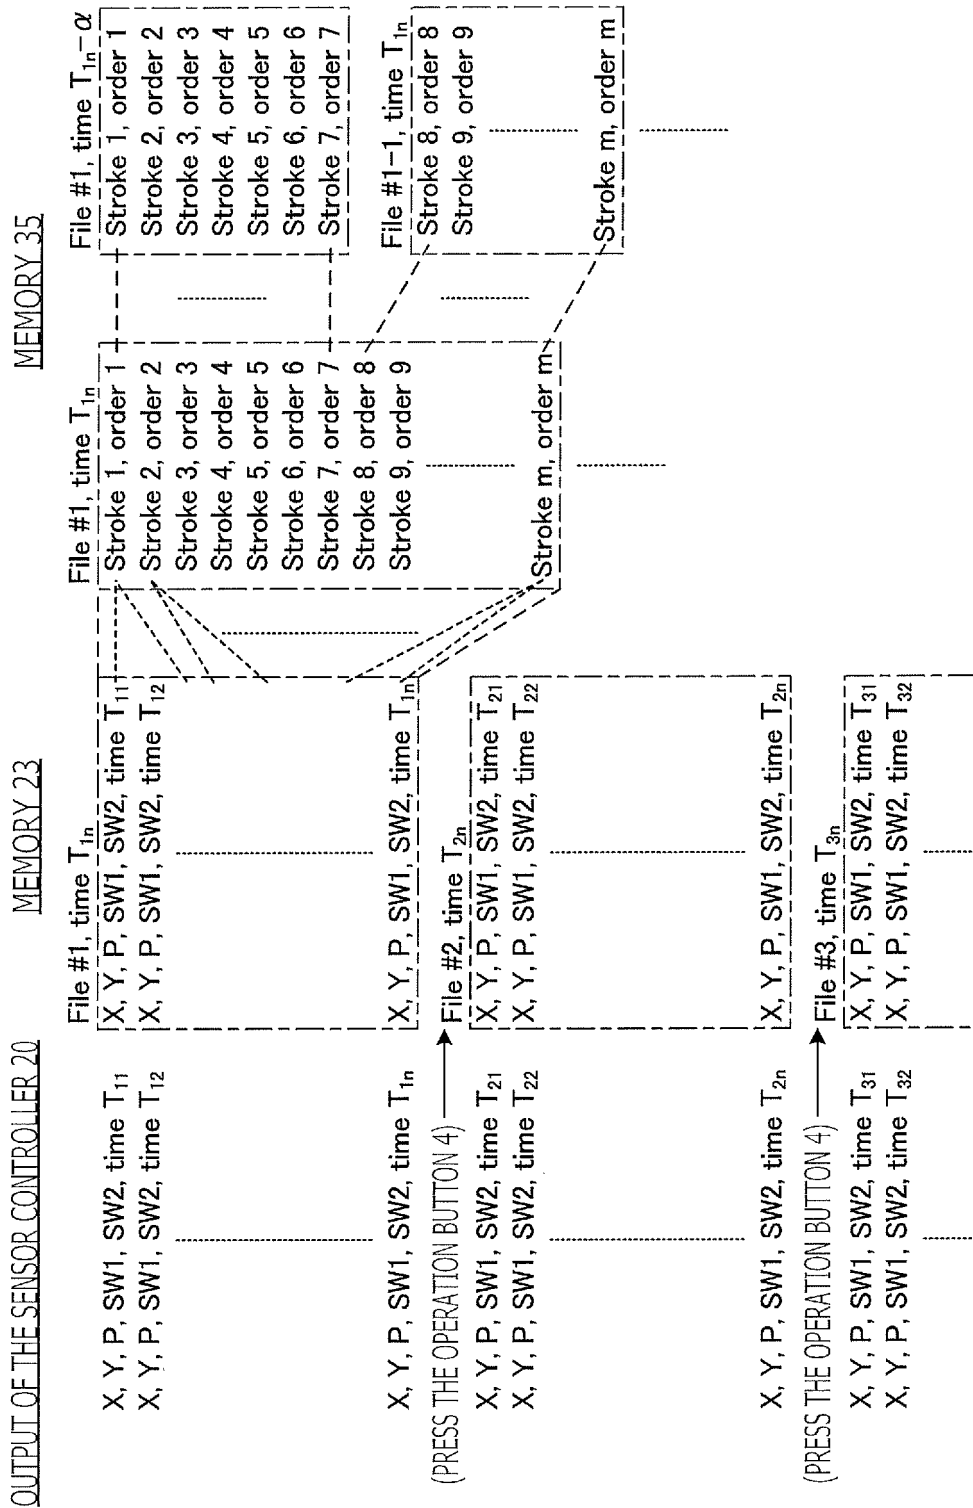 OUTPUT OF THE SENSOR CONTROLLER 20
X, Y, P, SW1, SW2, time T11
X, Y, P, SW1, SW2, time T12
X, Y, P, SW1, SW2, time T1n
(PRESS THE OPERATION BUTTON 4)
X, Y, P, SW1, SW2, time T21
X, Y, P, SW1, SW2, time T22
X, Y, P, SW1, SW2, time T2n
(PRESS THE OPERATION BUTTON 4)
X, Y, P, SW1, SW2, time T31
X, Y, P, SW1, SW2, time T32
MEMORY 23
File #1, time T1n
X, Y, P, SW1, SW2, time T11
X, Y, P, SW1, SW2, time T12
X, Y, P, SW1, SW2, time T1n
File #2, time T2n
X, Y, P, SW1, SW2, time T21
X, Y, P, SW1, SW2, time T22
X, Y, P, SW1, SW2, time T2n
File #3, time T3n
X, Y, P, SW1, SW2, time T31
X, Y, P, SW1, SW2, time T32
MEMORY 35
File #1, time T1n
Stroke 1, order 1
Stroke 2, order 2
Stroke 3, order 3
Stroke 4, order 4
Stroke 5, order 5
Stroke 6, order 6
Stroke 7, order 7
Stroke 8, order 8
Stroke 9, order 9
Stroke m, order m
File #1, time T1n-α
Stroke 1, order 1
Stroke 2, order 2
Stroke 3, order 3
Stroke 4, order 4
Stroke 5, order 5
Stroke 6, order 6
Stroke 7, order 7
File #1-1, time T1n
Stroke 8, order 8
Stroke 9, order 9
Stroke m, order m